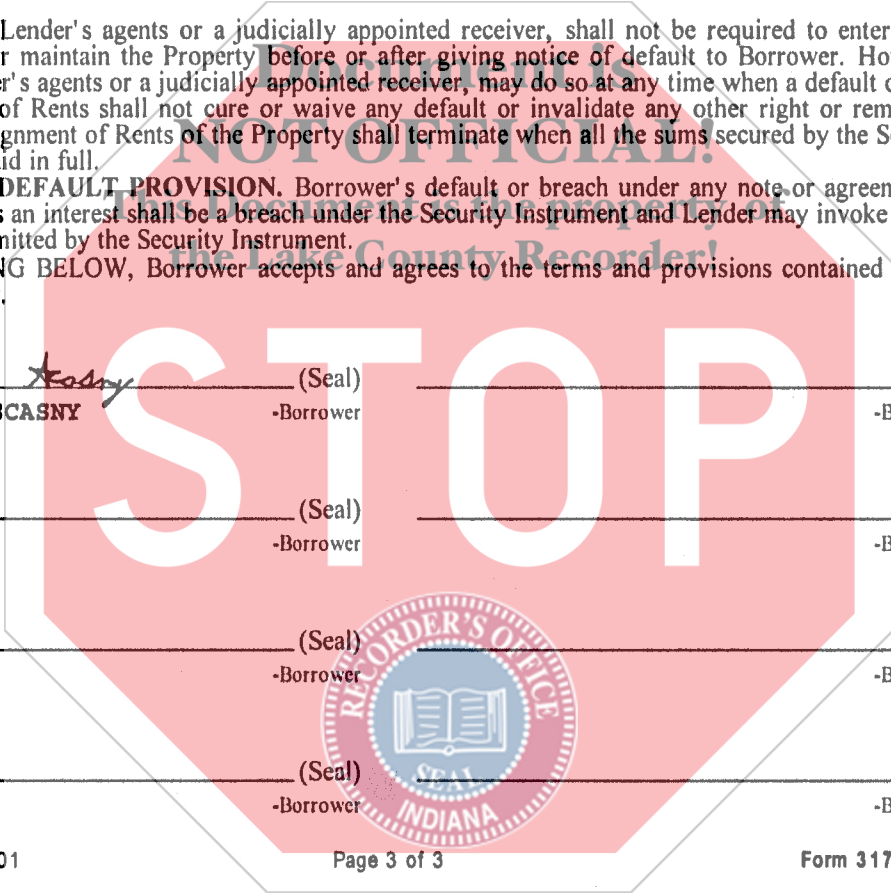 Lender's agents or a judicially appointed receiver, shall not be required to enter
r maintain the Property before or after giving notice of default to Borrower. Ho
er's agents or a judicially appointed receiver, may do so at any time when a default o
of Rents shall not cure or waive any default or invalidate any other right or rem
gnment of Rents of the Property shall terminate when all the sums secured by the S
id in full.
DEFAULT PROVISION. Borrower's default or breach under any note or agreen
s an interest shall be a breach under the Security Instrument and Lender may invoke
mitted by the Security Instrument.
NG BELOW, Borrower accepts and agrees to the terms and provisions contained
Document is
NOT OFFICIAL!
This Document is the property of
the Lake County Recorder!
STOP
(Seal)
CASNY -Borrower -B
(Seal)
-Borrower -B
(Seal)
-Borrower -B
(Seal)
-Borrower -B
RECORDER'S OFFICE
SEAL
INDIANA
01 Page 3 of 3 Form 317